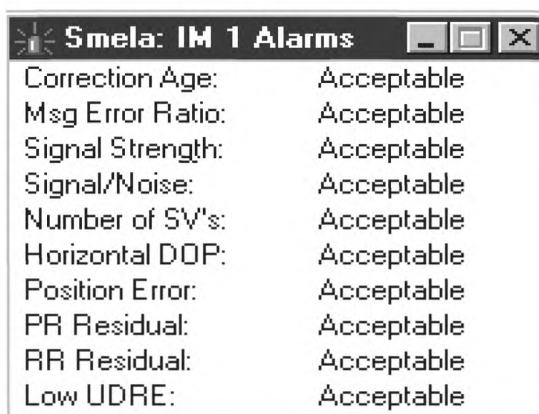 Smela: IM 1 Alarms
Correction Age: Acceptable
Msg Error Ratio: Acceptable
Signal Strength: Acceptable
Signal/Noise: Acceptable
Number of SV's: Acceptable
Horizontal DOP: Acceptable
Position Error: Acceptable
PR Residual: Acceptable
RR Residual: Acceptable
Low UDRE: Acceptable